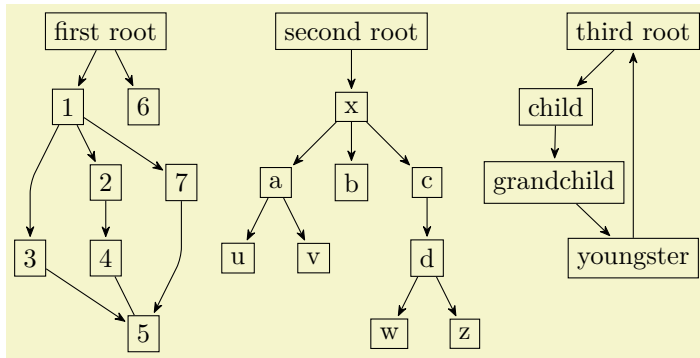 first root
second root
third root
1
6
x
child
2
7
a
b
c
grandchild
3
4
u
v
d
youngster
5
w
z